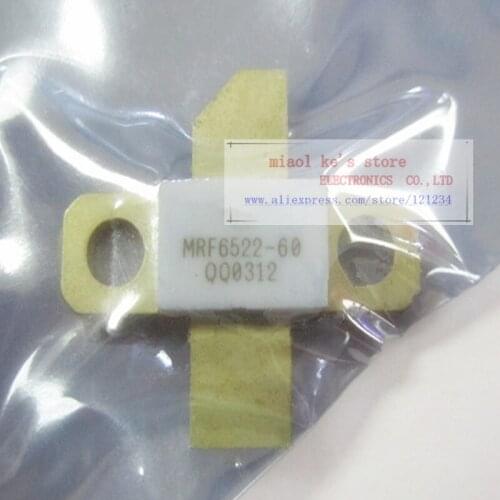 miaol ke's store
ELECTRONICS CO.,LTD
www.aliexpress.com/store/121234
MRF6522-60
QQ0312